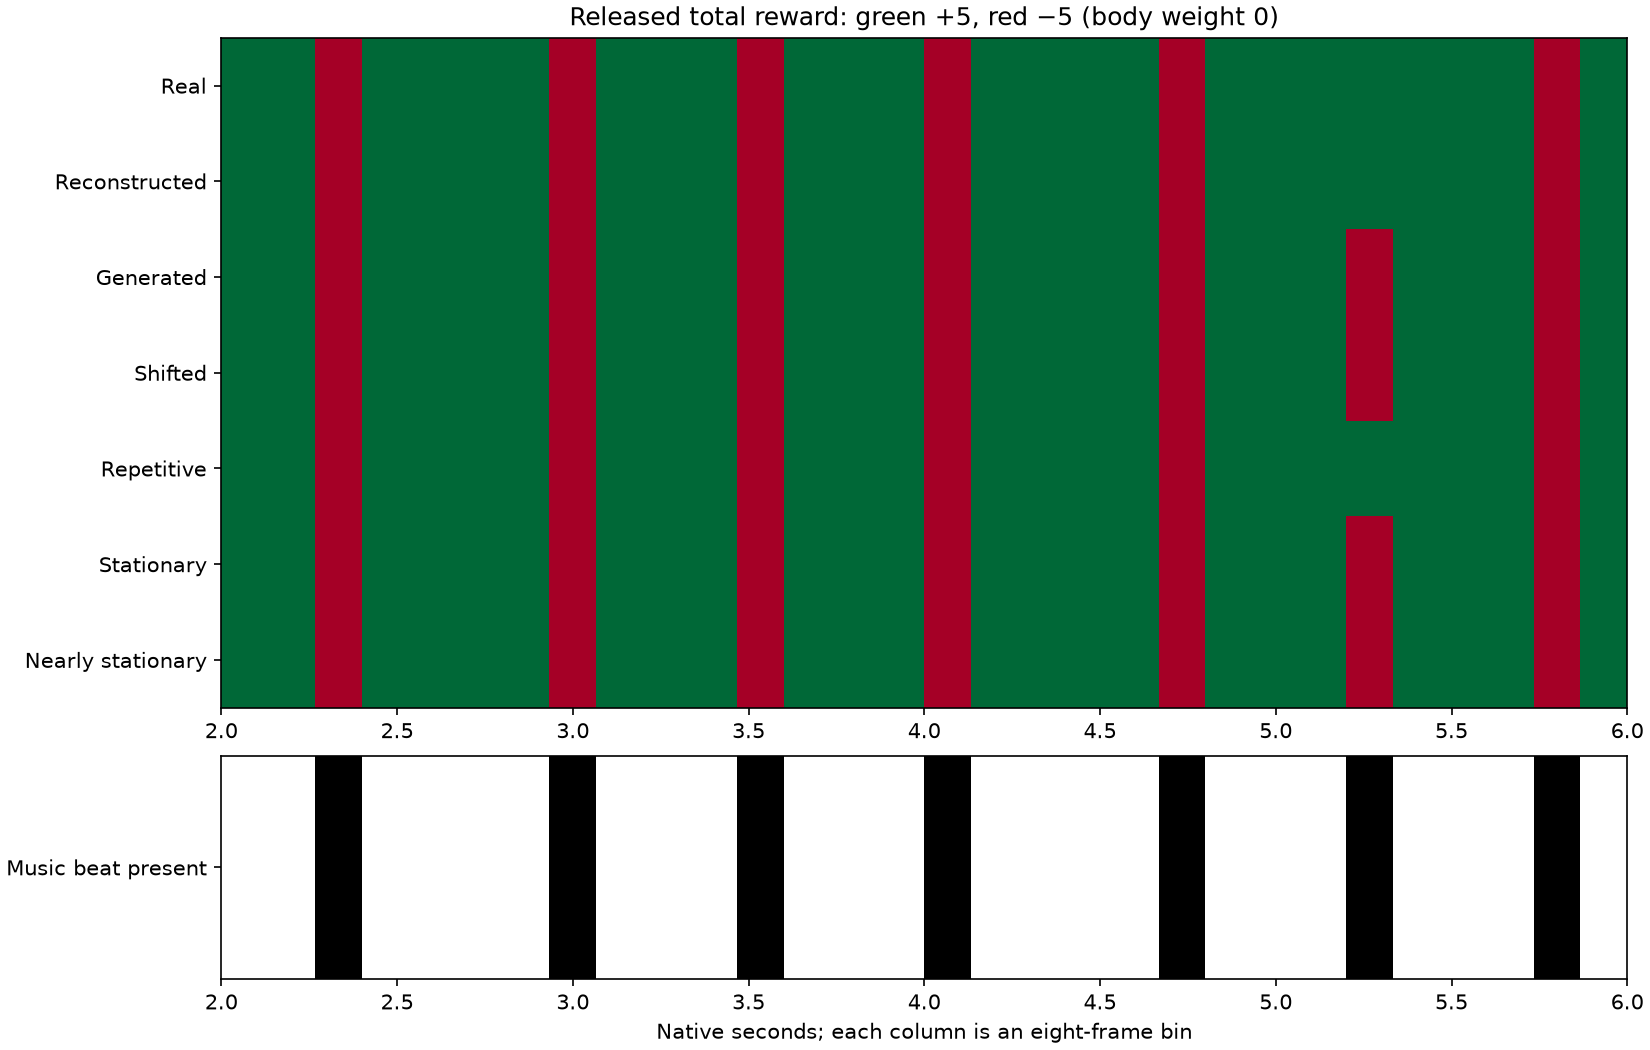 Released total reward: green +5, red −5 (body weight 0)
Real
Reconstructed
Generated
Shifted
Repetitive
Stationary
Nearly stationary
2.0 2.5 3.0 3.5 4.0 4.5 5.0 5.5 6.0
Music beat present
2.0 2.5 3.0 3.5 4.0 4.5 5.0 5.5 6.0
Native seconds; each column is an eight-frame bin